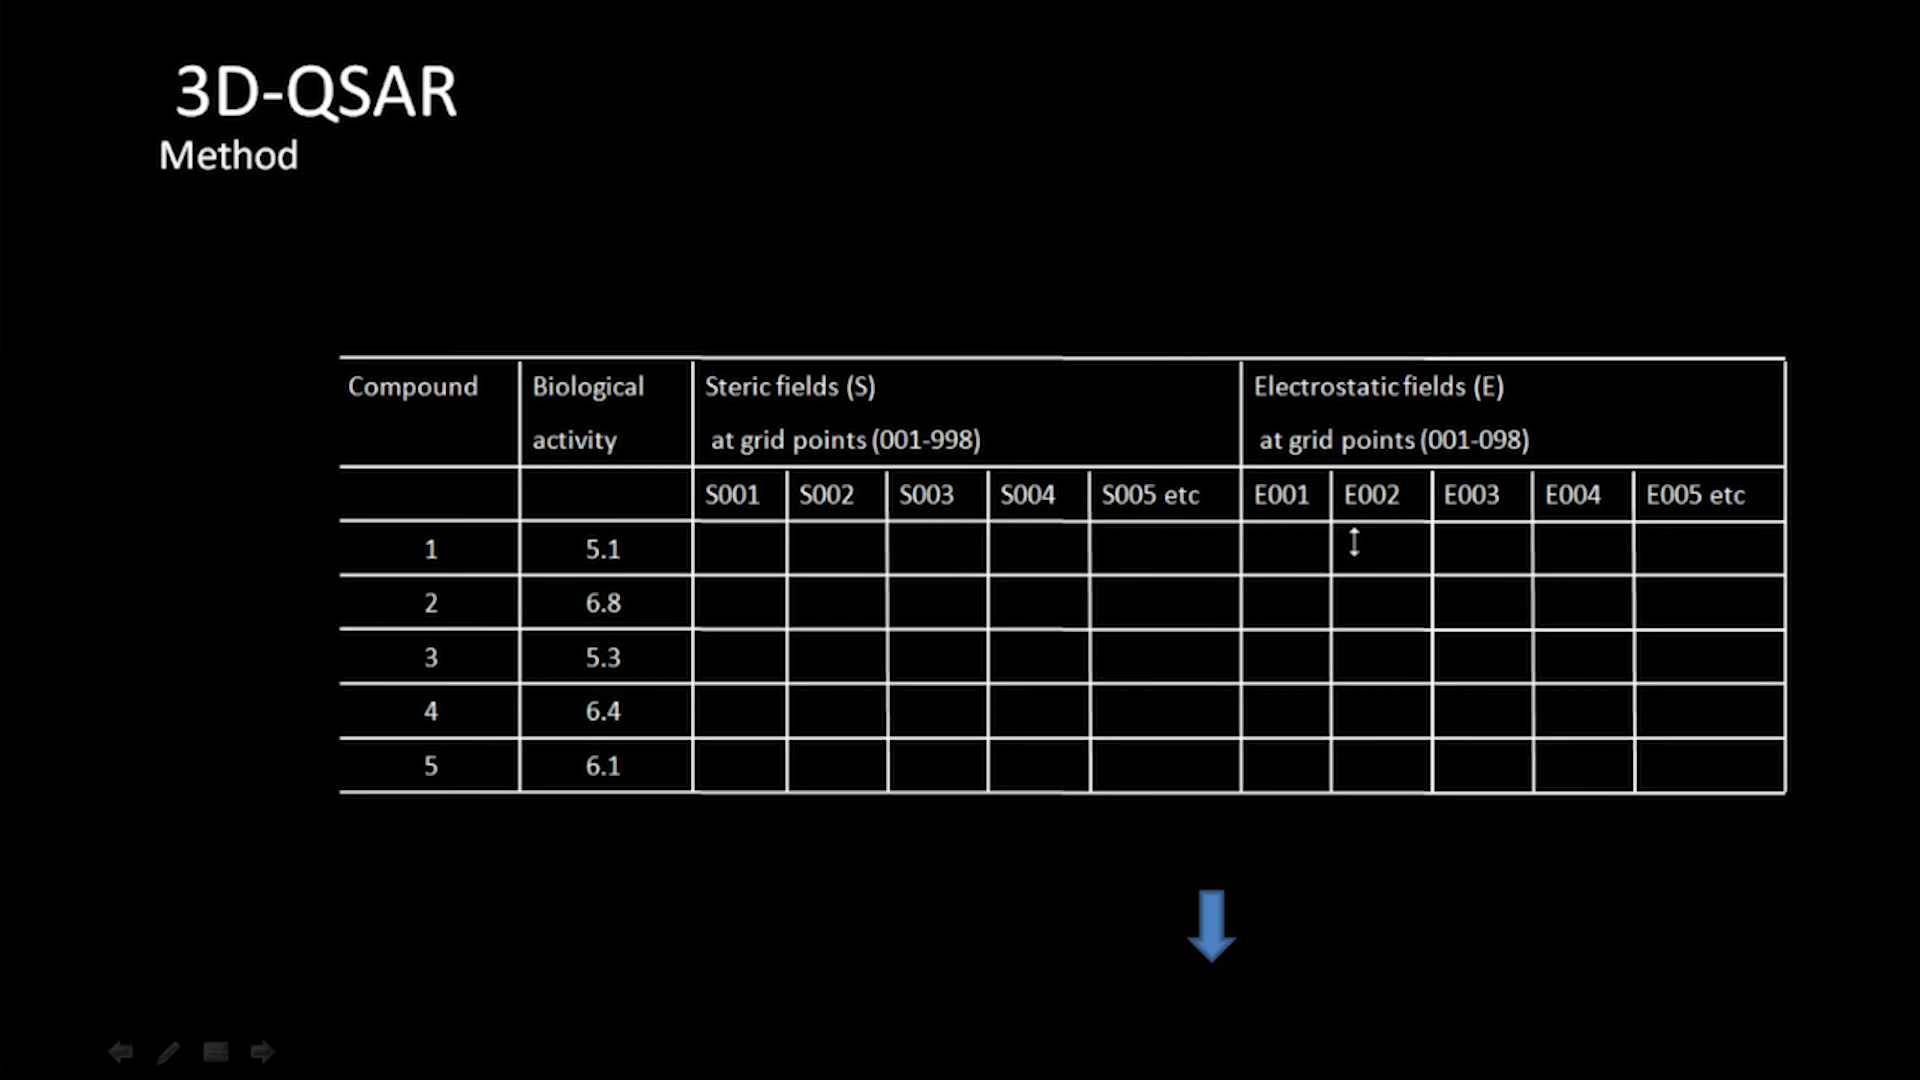 3D-QSAR
Method
Compound Biological activity Steric fields (S) at grid points (001-998) Electrostatic fields (E) at grid points (001-098)
S001 S002 S003 S004 S005 etc E001 E002 E003 E004 E005 etc
1 5.1
2 6.8
3 5.3
4 6.4
5 6.1